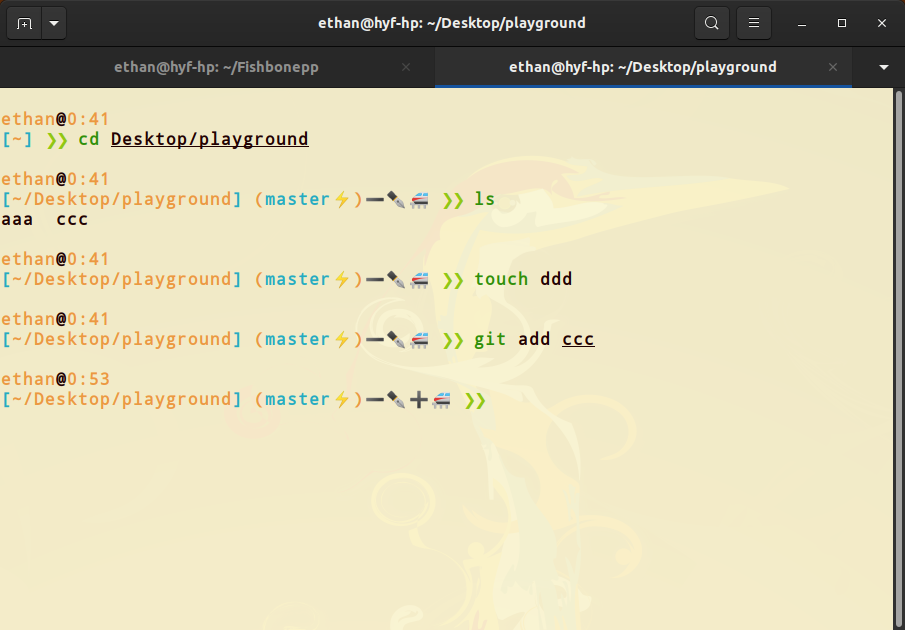 ethan@hyf-hp: ~/Desktop/playground
ethan@hyf-hp: ~/Fishbonepp
ethan@hyf-hp: ~/Desktop/playground
ethan@0:41
[~] ❯❯ cd Desktop/playground
ethan@0:41
[~/Desktop/playground] (master⚡)➖✒🚄 ❯❯ ls
aaa ccc
ethan@0:41
[~/Desktop/playground] (master⚡)➖✒🚄 ❯❯ touch ddd
ethan@0:41
[~/Desktop/playground] (master⚡)➖✒🚄 ❯❯ git add ccc
ethan@0:53
[~/Desktop/playground] (master⚡)➖✒➕🚄 ❯❯